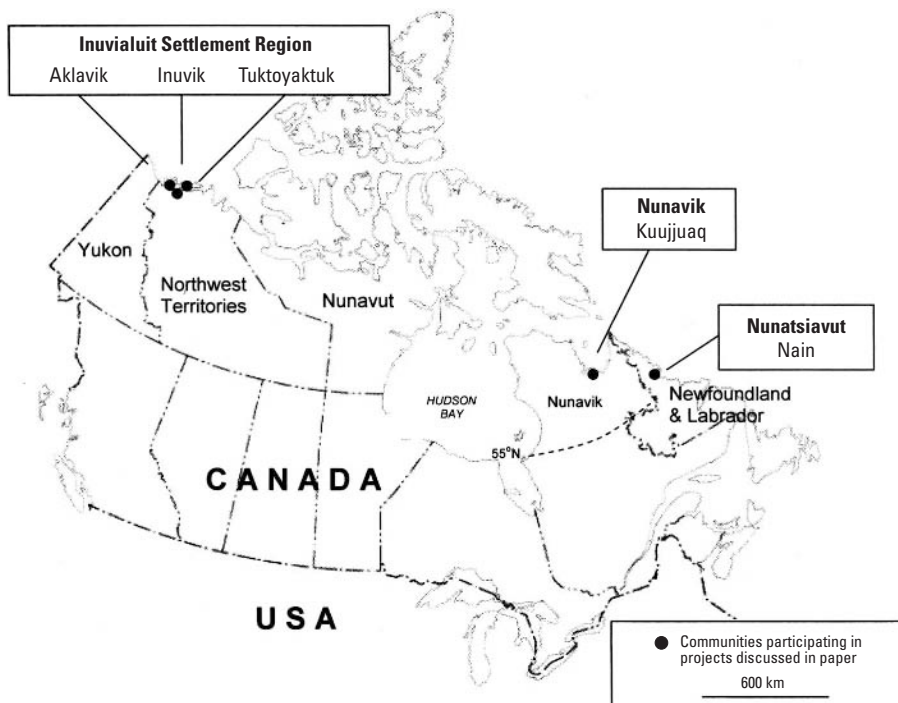 Inuvialuit Settlement Region
Aklavik Inuvik Tuktoyaktuk
Nunavik
Kuujjuaq
Yukon
Northwest
Territories
Nunavut
Nunatsiavut
Nain
HUDSON
BAY
Nunavik
Newfoundland
& Labrador
55°N
CANADA
USA
Communities participating in
projects discussed in paper
600 km